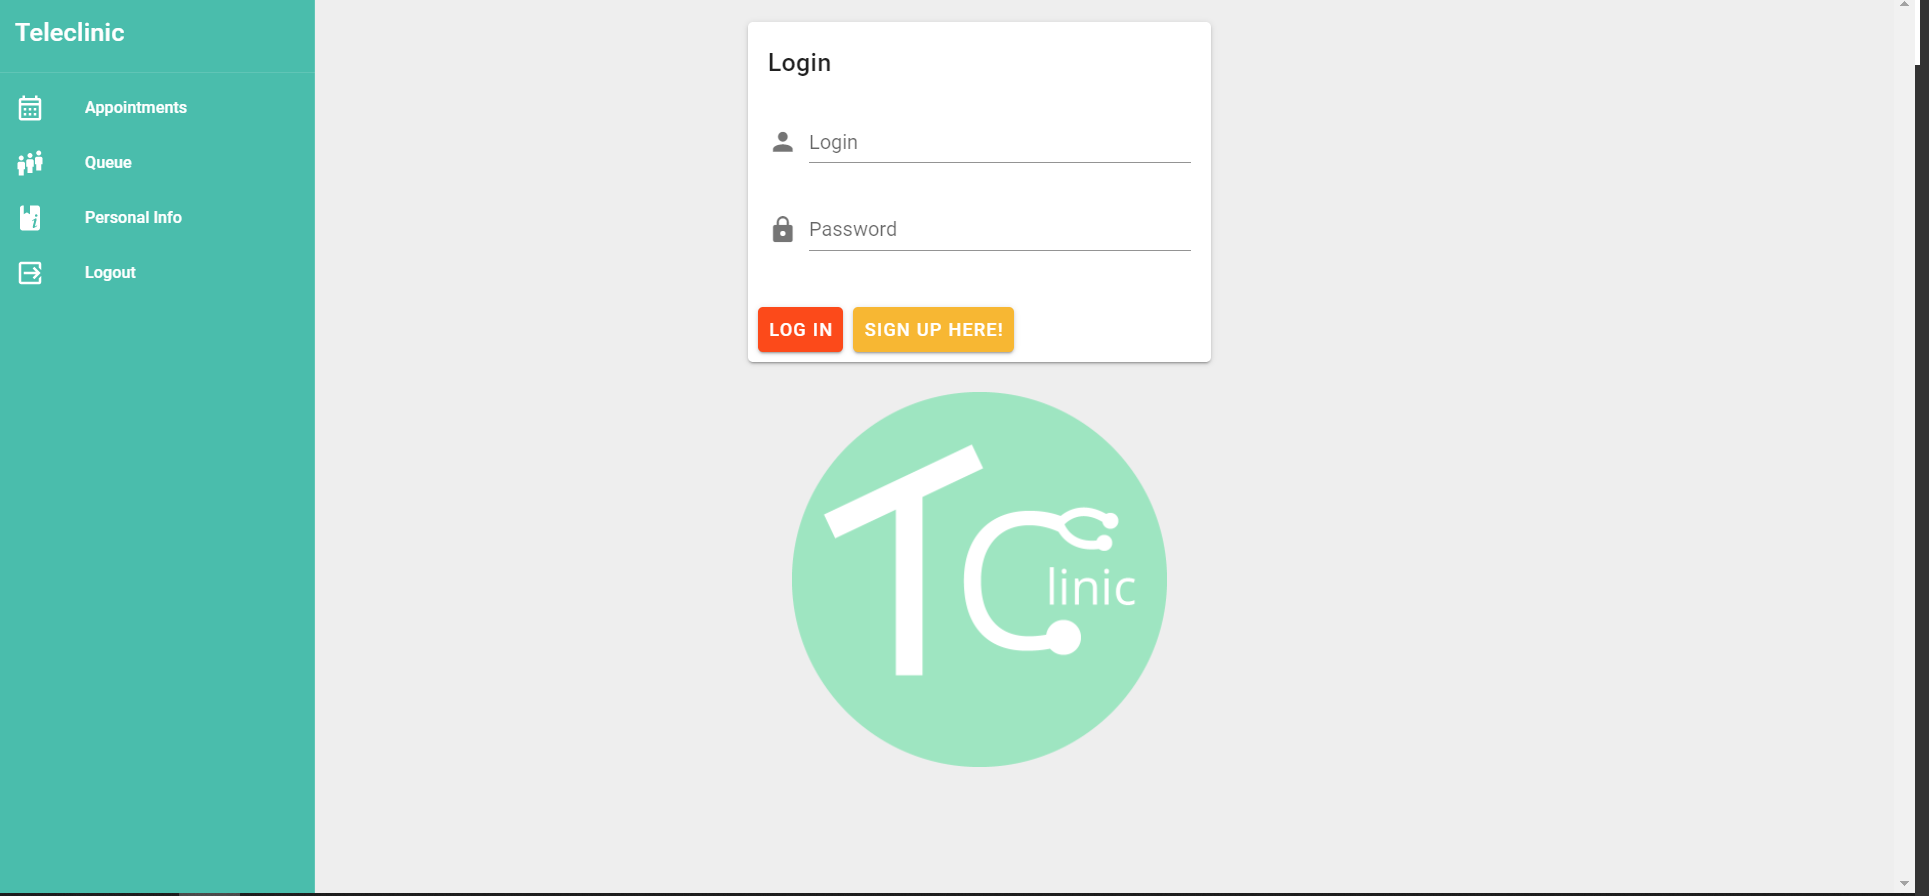 Teleclinic
Appointments
Queue
Personal Info
Logout
Login
Login
Password
LOG IN SIGN UP HERE!
TC
linic